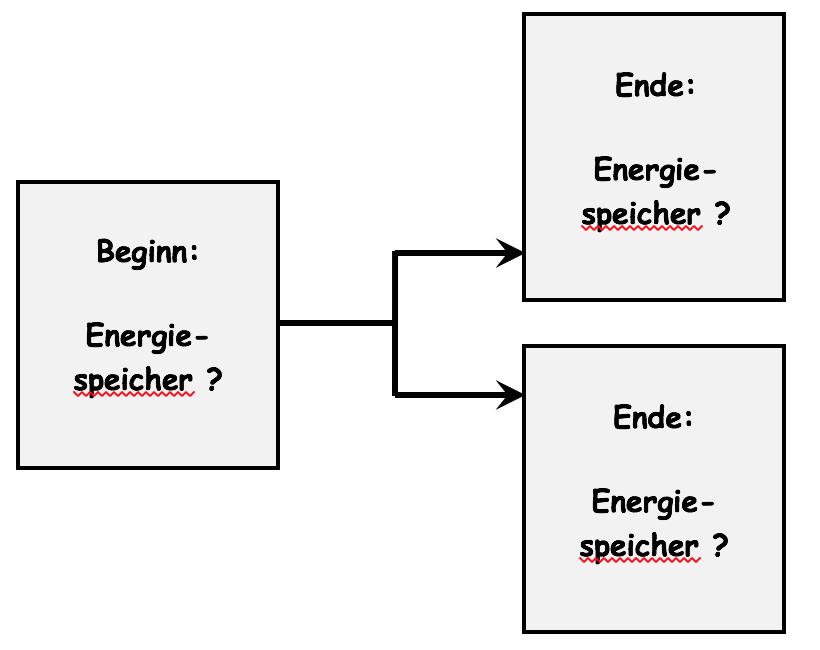 Beginn:
Energie-
speicher ?
Ende:
Energie-
speicher ?
Ende:
Energie-
speicher ?